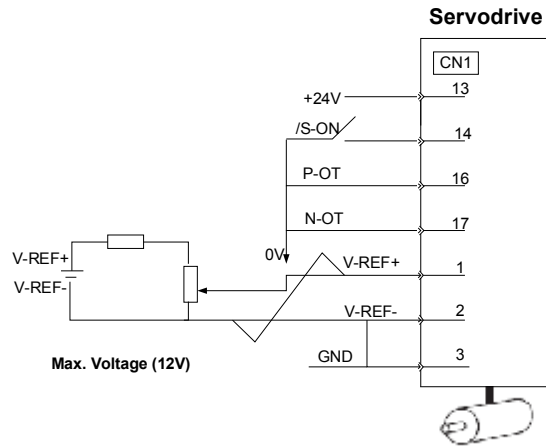 Servodrive
CN1
+24V 13
/S-ON 14
P-OT 16
N-OT 17
0V
V-REF+ V-REF+ 1
V-REF- V-REF- 2
Max. Voltage (12V)
GND 3